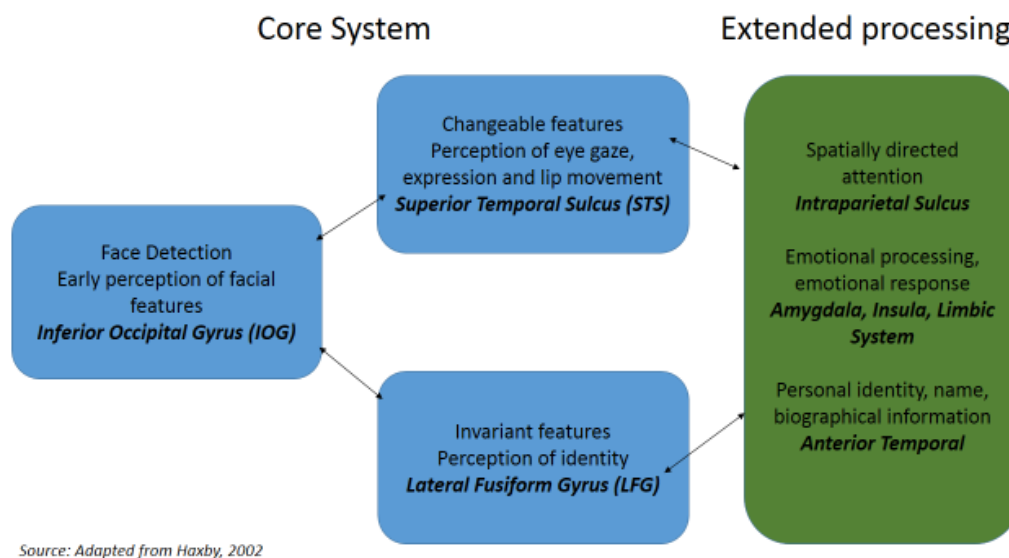 Core System
Extended processing
Changeable features
Perception of eye gaze,
expression and lip movement
Superior Temporal Sulcus (STS)
Face Detection
Early perception of facial
features
Inferior Occipital Gyrus (IOG)
Invariant features
Perception of identity
Lateral Fusiform Gyrus (LFG)
Spatially directed
attention
Intraparietal Sulcus
Emotional processing,
emotional response
Amygdala, Insula, Limbic
System
Personal identity, name,
biographical information
Anterior Temporal
Source: Adapted from Haxby, 2002